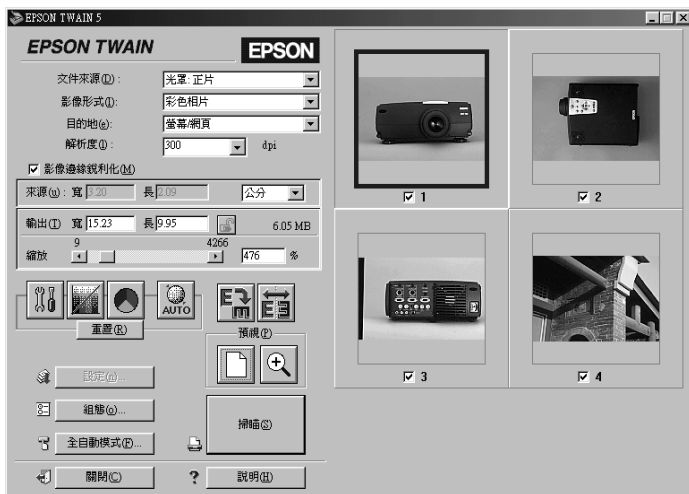 EPSON TWAIN 5
EPSON TWAIN
EPSON
文件來源(D) :
光罩: 正片
影像形式(I):
彩色相片
目的地(e):
螢幕/網頁
解析度(I) :
300
dpi
影像邊緣銳利化(M)
來源(u) : 寬 3.20 長 2.09 公分
輸出(T) 寬 15.23 長 9.95 6.05 MB
9 4266
縮放 476 %
AUTO
重置(R)
預視(P)
設定(n)...
組態(o)...
全自動模式(F)...
掃瞄(S)
關閉(C)
? 説明(H)
1
2
3
4